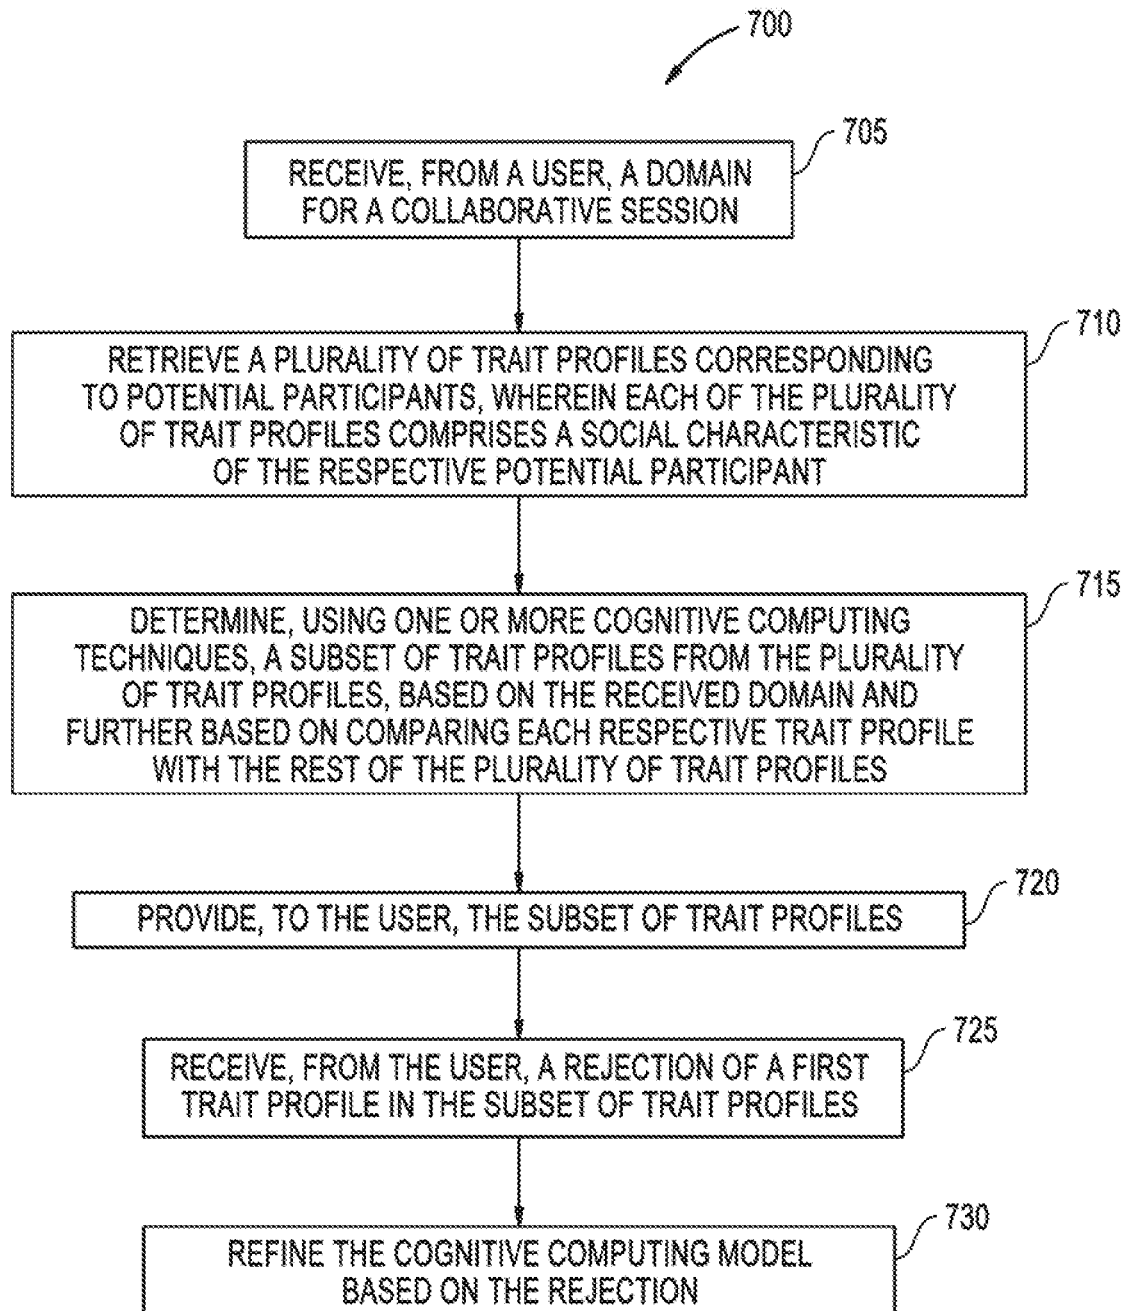 700
705
RECEIVE, FROM A USER, A DOMAIN
FOR A COLLABORATIVE SESSION
710
RETRIEVE A PLURALITY OF TRAIT PROFILES CORRESPONDING
TO POTENTIAL PARTICIPANTS, WHEREIN EACH OF THE PLURALITY
OF TRAIT PROFILES COMPRISES A SOCIAL CHARACTERISTIC
OF THE RESPECTIVE POTENTIAL PARTICIPANT
715
DETERMINE, USING ONE OR MORE COGNITIVE COMPUTING
TECHNIQUES, A SUBSET OF TRAIT PROFILES FROM THE PLURALITY
OF TRAIT PROFILES, BASED ON THE RECEIVED DOMAIN AND
FURTHER BASED ON COMPARING EACH RESPECTIVE TRAIT PROFILE
WITH THE REST OF THE PLURALITY OF TRAIT PROFILES
720
PROVIDE, TO THE USER, THE SUBSET OF TRAIT PROFILES
725
RECEIVE, FROM THE USER, A REJECTION OF A FIRST
TRAIT PROFILE IN THE SUBSET OF TRAIT PROFILES
730
REFINE THE COGNITIVE COMPUTING MODEL
BASED ON THE REJECTION